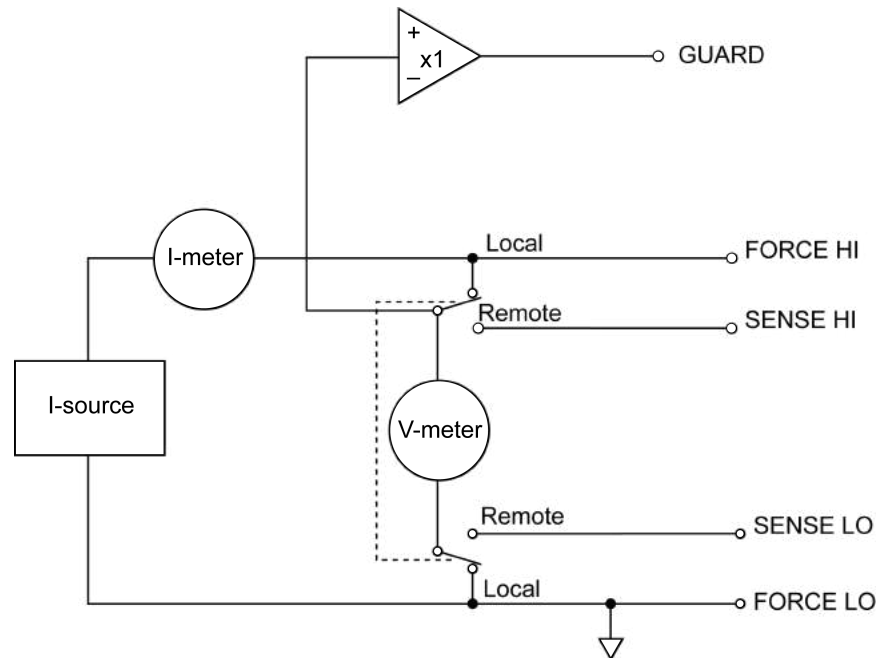 +
x1
–
GUARD
I-meter
Local
FORCE HI
Remote
SENSE HI
I-source
V-meter
Remote
SENSE LO
Local
FORCE LO